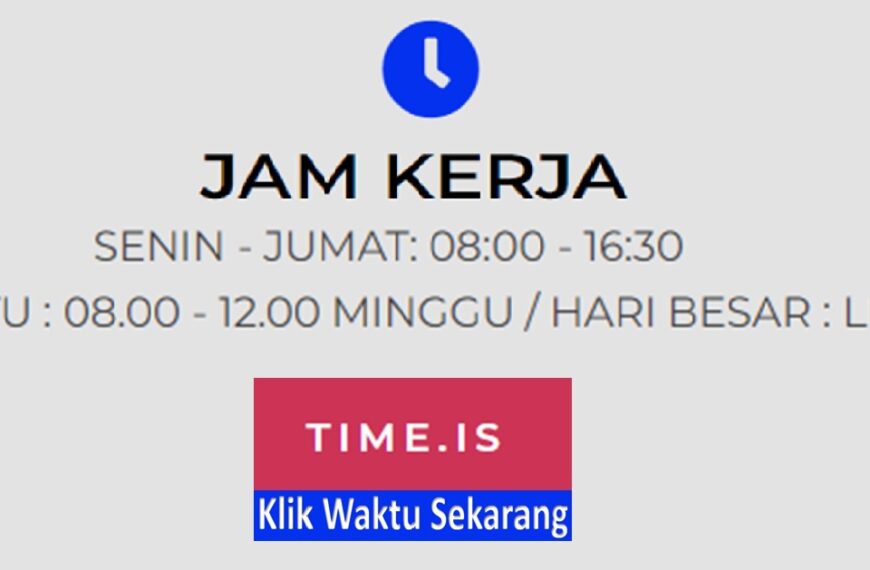 JAM KERJA
SENIN - JUMAT: 08:00 - 16:30
: 08.00 - 12.00 MINGGU / HARI BESAR :
TIME.IS
Klik Waktu Sekarang